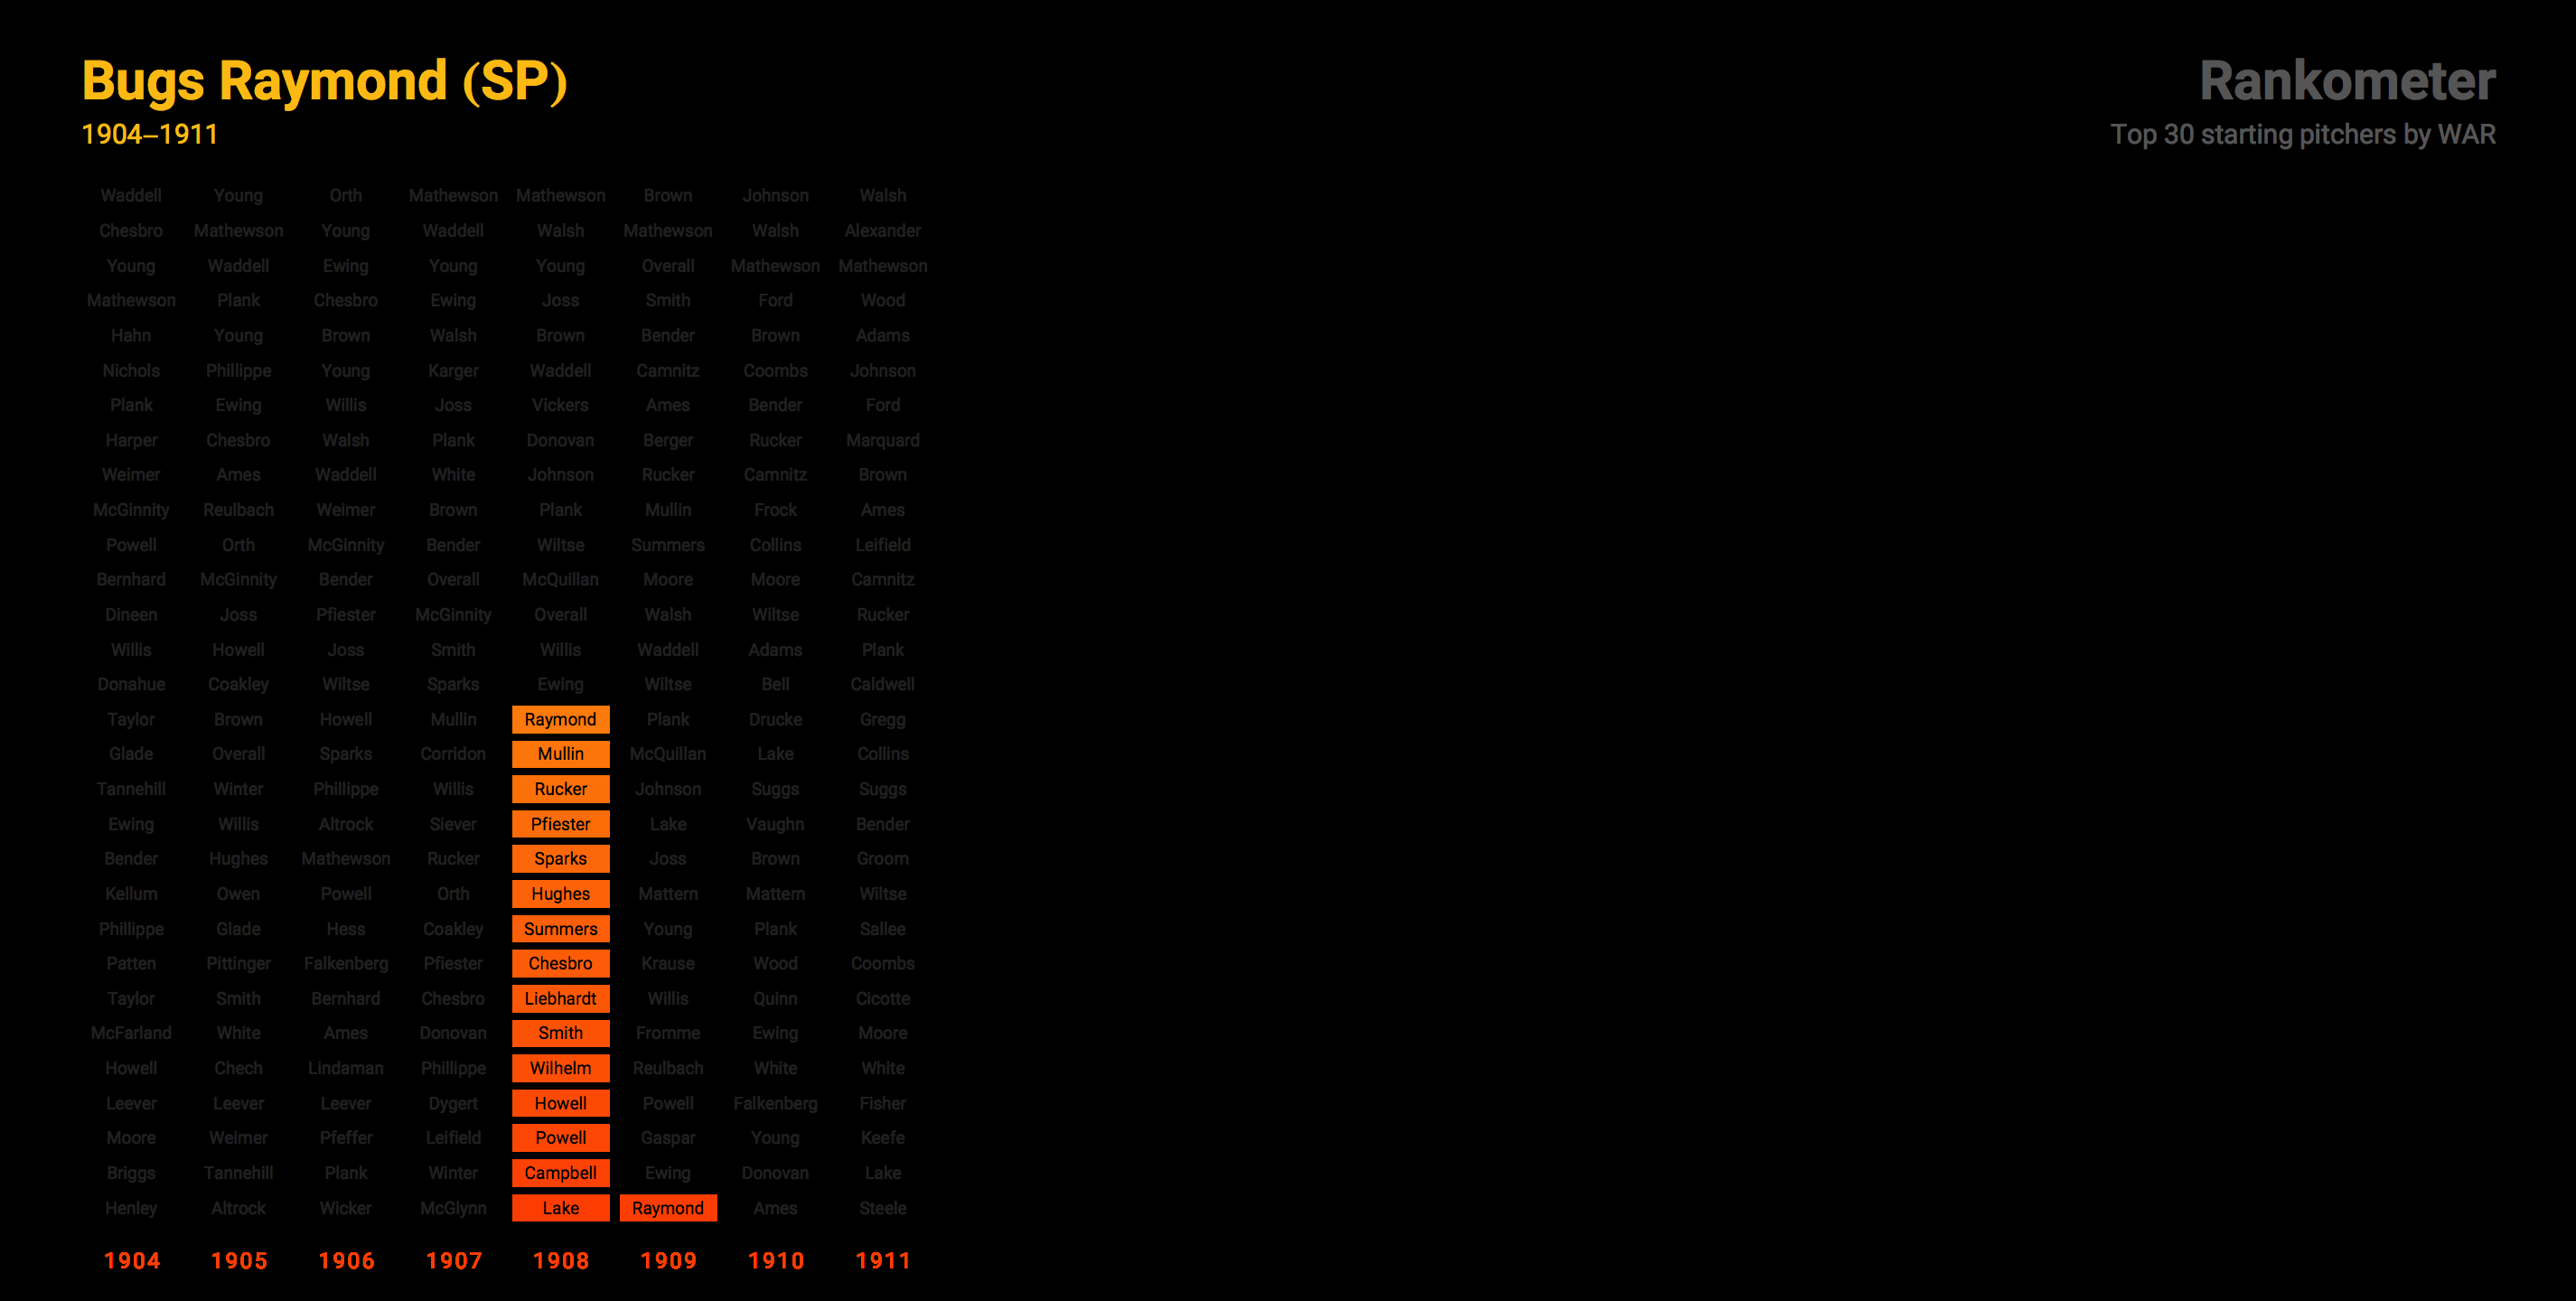 Bugs Raymond (SP)
1904–1911
Rankometer
Top 30 starting pitchers by WAR
Waddell Young Orth Mathewson Mathewson Brown Johnson Walsh
Chesbro Mathewson Young Waddell Walsh Mathewson Walsh Alexander
Young Waddell Ewing Young Young Overall Mathewson Mathewson
Mathewson Plank Chesbro Ewing Joss Smith Ford Wood
Hahn Young Brown Walsh Brown Bender Brown Adams
Nichols Phillippe Young Karger Waddell Camnitz Coombs Johnson
Plank Ewing Willis Joss Vickers Ames Bender Ford
Harper Chesbro Walsh Plank Donovan Berger Rucker Marquard
Weimer Ames Waddell White Johnson Rucker Camnitz Brown
McGinnity Reulbach Weimer Brown Plank Mullin Frock Ames
Powell Orth McGinnity Bender Wiltse Summers Collins Leifield
Bernhard McGinnity Bender Overall McQuillan Moore Moore Camnitz
Dineen Joss Pfiester McGinnity Overall Walsh Wiltse Rucker
Willis Howell Joss Smith Willis Waddell Adams Plank
Donahue Coakley Wiltse Sparks Ewing Wiltse Bell Caldwell
Taylor Brown Howell Mullin Raymond Plank Drucke Gregg
Glade Overall Sparks Corridon Mullin McQuillan Lake Collins
Tannehill Winter Phillippe Willis Rucker Johnson Suggs Suggs
Ewing Willis Altrock Siever Pfiester Lake Vaughn Bender
Bender Hughes Mathewson Rucker Sparks Joss Brown Groom
Kellum Owen Powell Orth Hughes Mattern Mattern Wiltse
Phillippe Glade Hess Coakley Summers Young Plank Sallee
Patten Pittinger Falkenberg Pfiester Chesbro Krause Wood Coombs
Taylor Smith Bernhard Chesbro Liebhardt Willis Quinn Cicotte
McFarland White Ames Donovan Smith Fromme Ewing Moore
Howell Chech Lindaman Phillippe Wilhelm Reulbach White White
Leever Leever Leever Dygert Howell Powell Falkenberg Fisher
Moore Weimer Pfeffer Leifield Powell Gaspar Young Keefe
Briggs Tannehill Plank Winter Campbell Ewing Donovan Lake
Henley Altrock Wicker McGlynn Lake Raymond Ames Steele
1904 1905 1906 1907 1908 1909 1910 1911